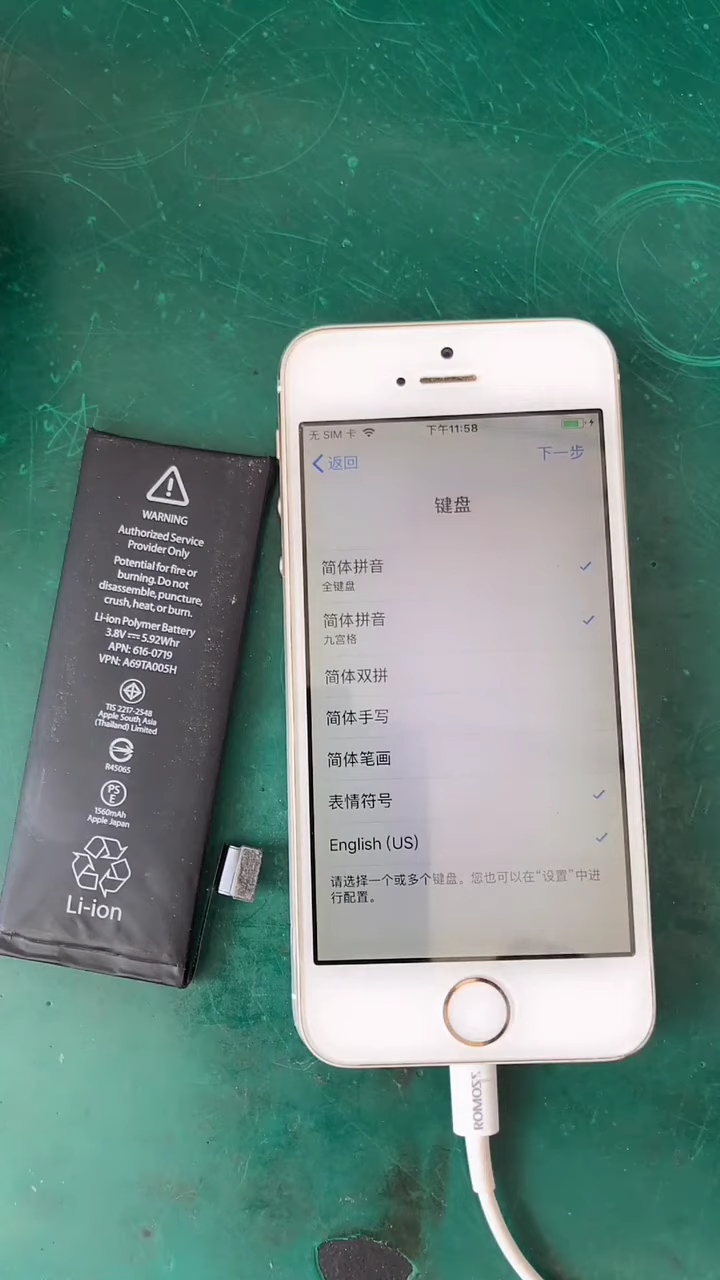 WARNING
Authorized Service
Provider Only
Potential for fire or
burning. Do not
disassemble, puncture,
crush, heat, or burn.
Li-ion Polymer Battery
3.8V⎓5.92Whr
APN: 616-0719
VPN: A69TA005H
TIS 2217-2548
Apple South Asia
(Thailand) Limited
R45065
PS
E
1560mAh
Apple Japan
Li-ion
无 SIM 卡
下午11:58
返回
下一步
键盘
简体拼音
全键盘
简体拼音
九宫格
简体双拼
简体手写
简体笔画
表情符号
English (US)
请选择一个或多个键盘。您也可以在“设置”中进
行配置。
ROMOSS